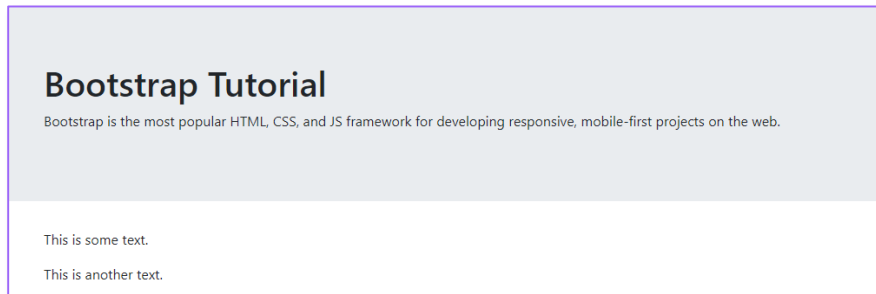 Bootstrap Tutorial
Bootstrap is the most popular HTML, CSS, and JS framework for developing responsive, mobile-first projects on the web.
This is some text.
This is another text.